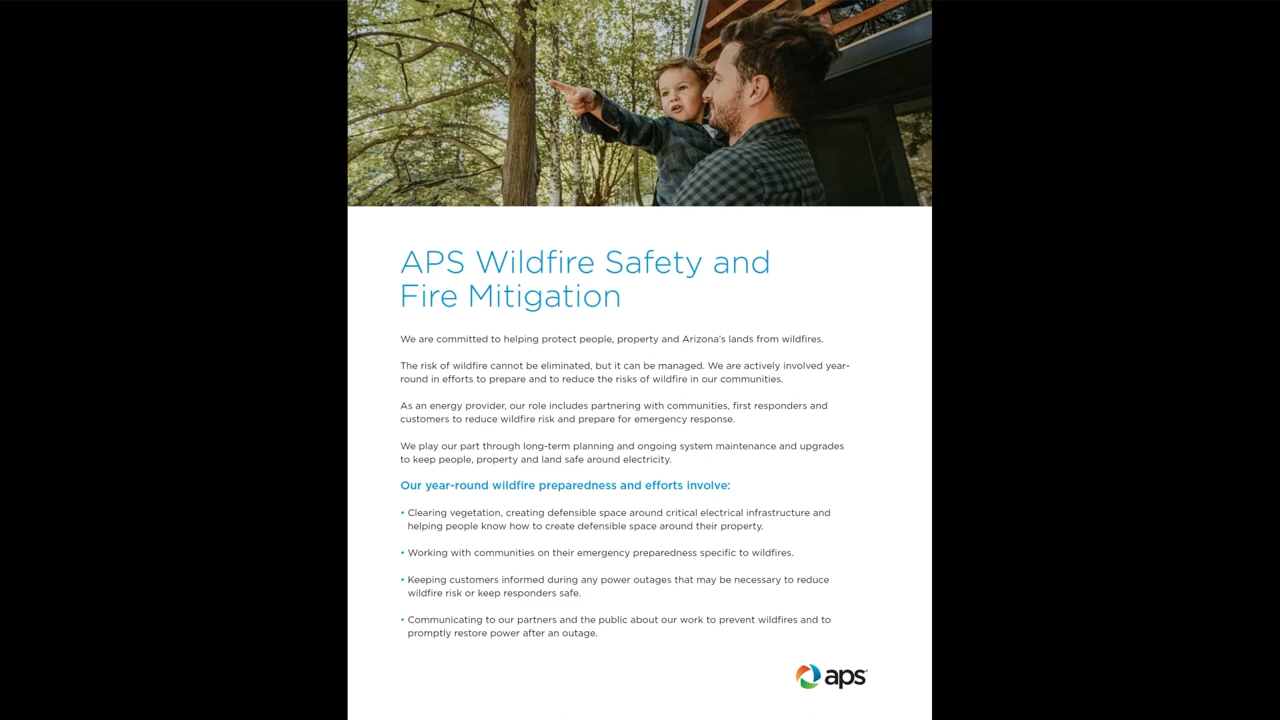 APS Wildfire Safety and
Fire Mitigation
We are committed to helping protect people, property and Arizona's lands from wildfires.
The risk of wildfire cannot be eliminated, but it can be managed. We are actively involved year-
round in efforts to prepare and to reduce the risks of wildfire in our communities.
As an energy provider, our role includes partnering with communities, first responders and
customers to reduce wildfire risk and prepare for emergency response.
We play our part through long-term planning and ongoing system maintenance and upgrades
to keep people, property and land safe around electricity.
Our year-round wildfire preparedness and efforts involve:
• Clearing vegetation, creating defensible space around critical electrical infrastructure and
helping people know how to create defensible space around their property.
• Working with communities on their emergency preparedness specific to wildfires.
• Keeping customers informed during any power outages that may be necessary to reduce
wildfire risk or keep responders safe.
• Communicating to our partners and the public about our work to prevent wildfires and to
promptly restore power after an outage.
aps